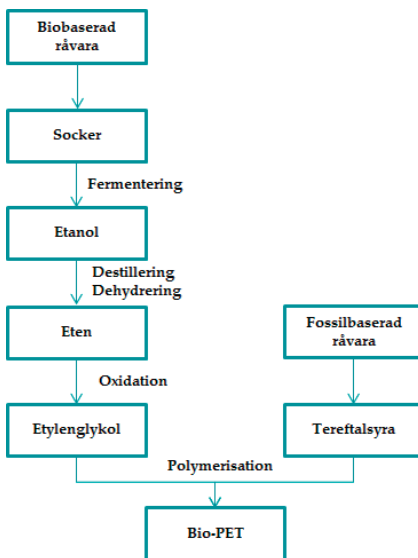 Biobaserad
råvara
Socker
Fermentering
Etanol
Destillering
Dehydrering
Eten
Fossilbaserad
råvara
Oxidation
Etylenglykol
Tereftalsyra
Polymerisation
Bio-PET